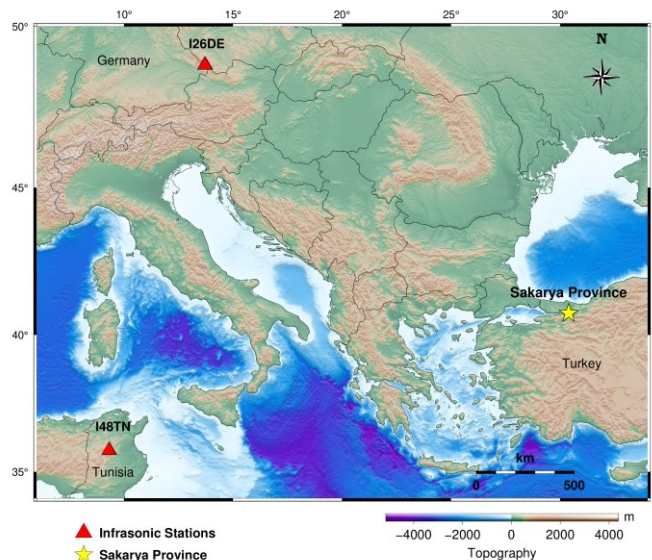 10° 15° 20° 25° 30°
50°
I26DE
Germany
N
45°
Sakarya Province
40°
Turkey
I48TN
Tunisia
35°
km
0 500
Infrasonic Stations
Sakarya Province
m
−4000 −2000 0 2000 4000
Topography